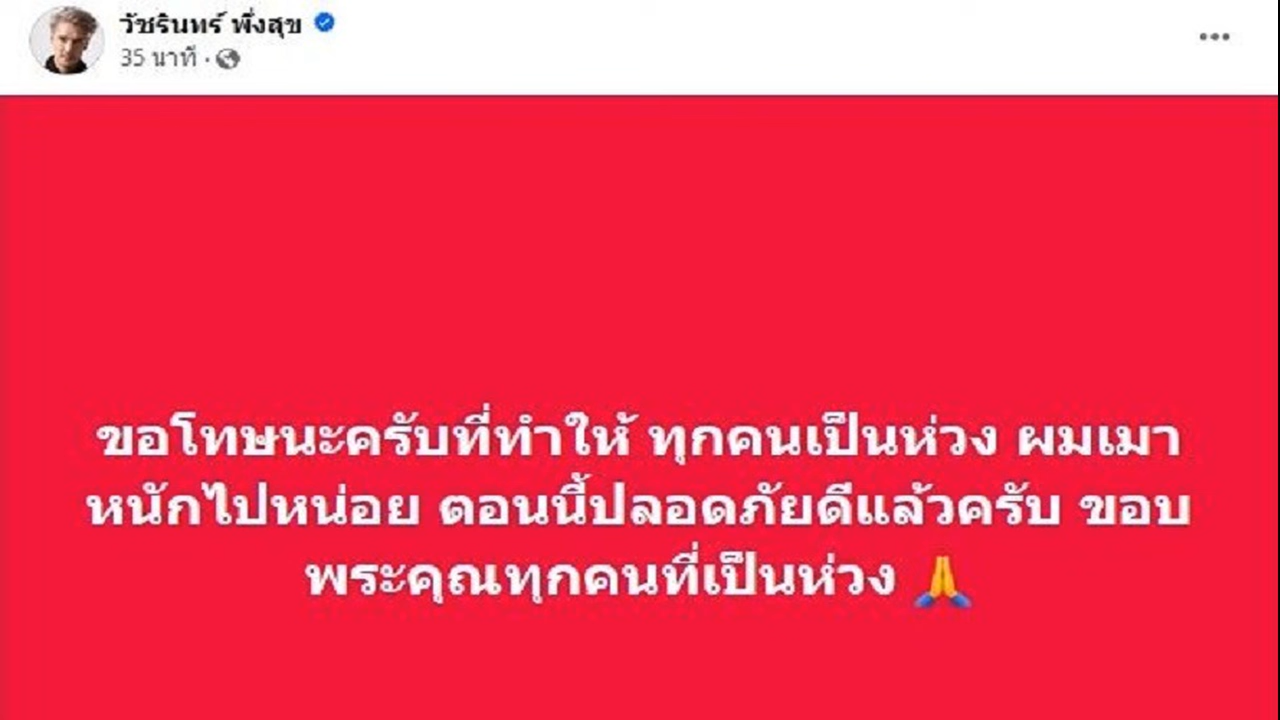 วัชรินทร์ พึ่งสุข
35 นาที ·
ขอโทษนะครับที่ทำให้ ทุกคนเป็นห่วง ผมเมา
หนักไปหน่อย ตอนนี้ปลอดภัยดีแล้วครับ ขอบ
พระคุณทุกคนที่เป็นห่วง 🙏